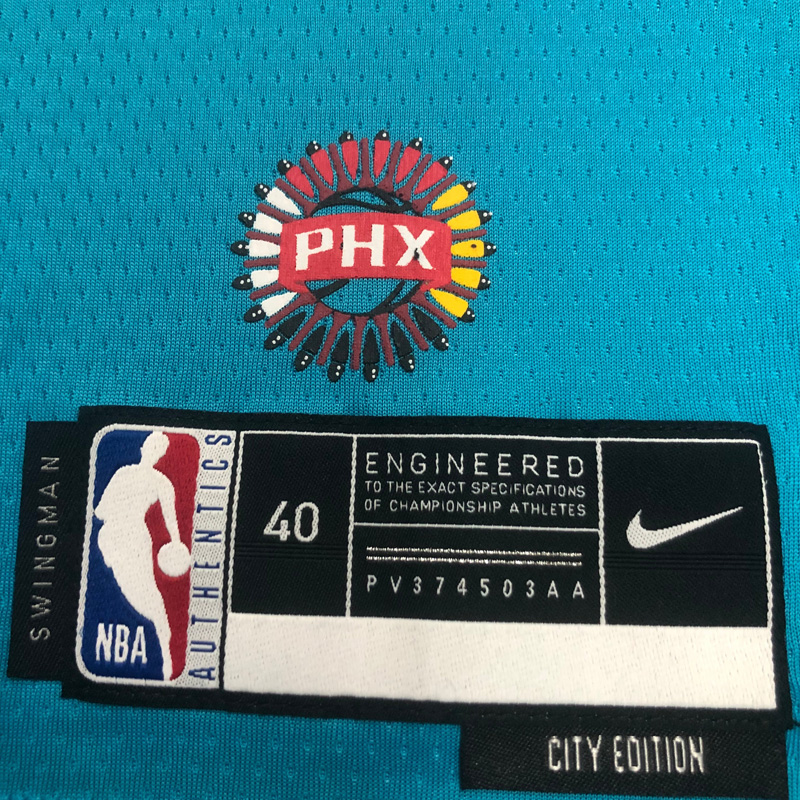 PHX
SWINGMAN
NBA
AUTHENTICS
40
ENGINEERED
TO THE EXACT SPECIFICATIONS
OF CHAMPIONSHIP ATHLETES
PV374503AA
CITY EDITION